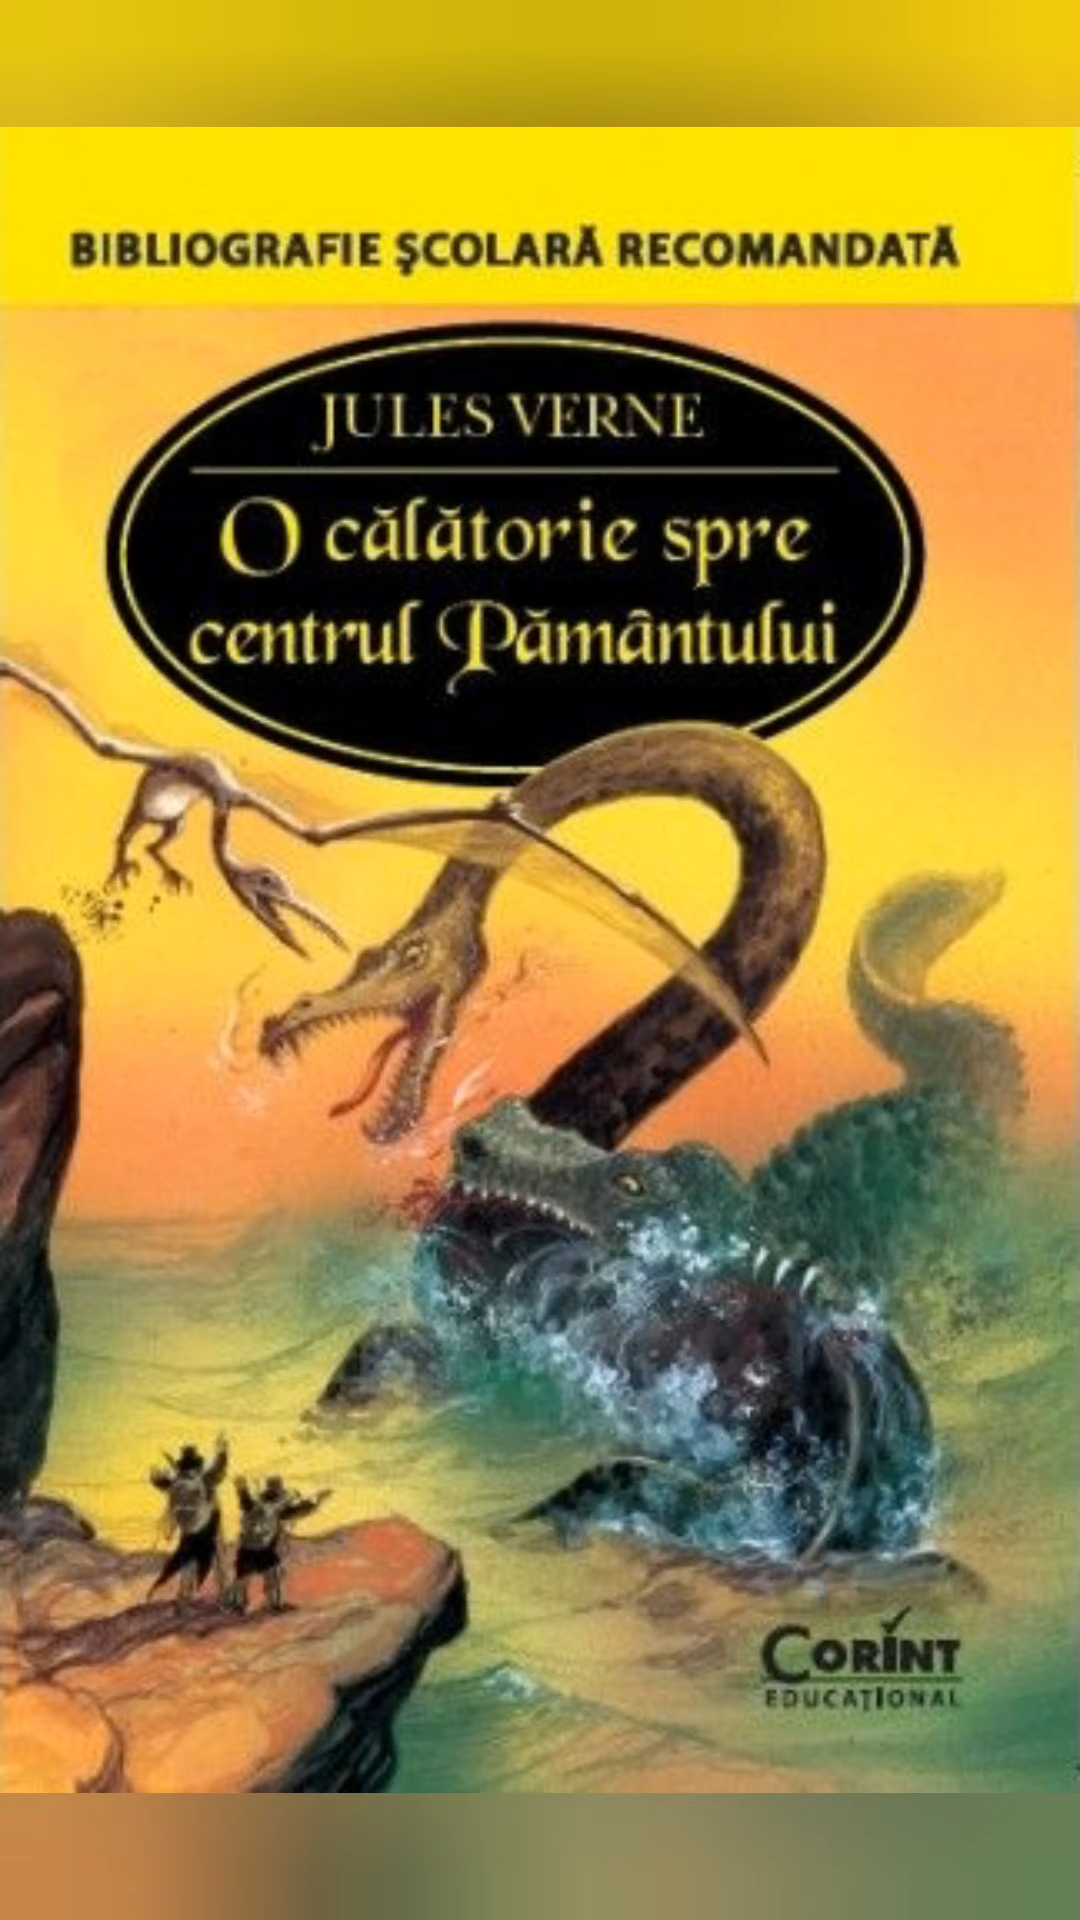 BIBLIOGRAFIE ŞCOLARĂ RECOMANDATĂ
JULES VERNE
O călătorie spre
centrul Pământului
CORINT
EDUCAŢIONAL